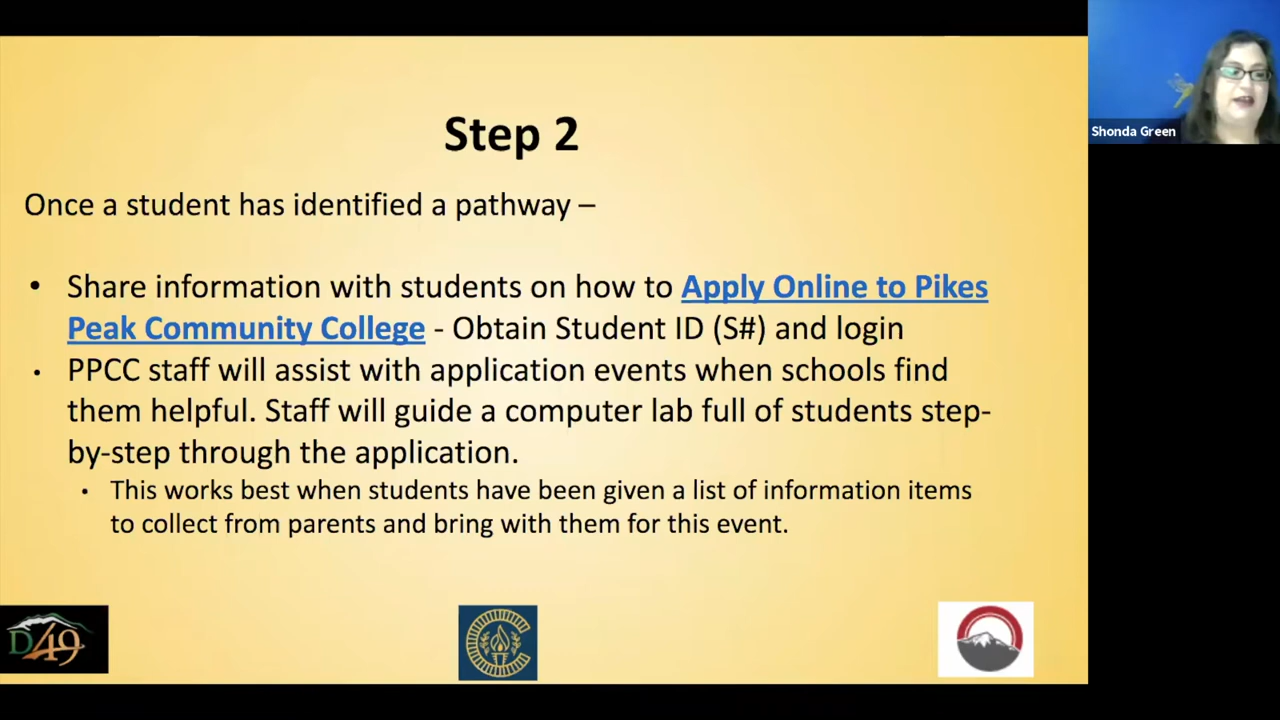 Step 2
Once a student has identified a pathway –
• Share information with students on how to Apply Online to Pikes
Peak Community College - Obtain Student ID (S#) and login
• PPCC staff will assist with application events when schools find
them helpful. Staff will guide a computer lab full of students step-
by-step through the application.
• This works best when students have been given a list of information items
to collect from parents and bring with them for this event.
D49
Shonda Green